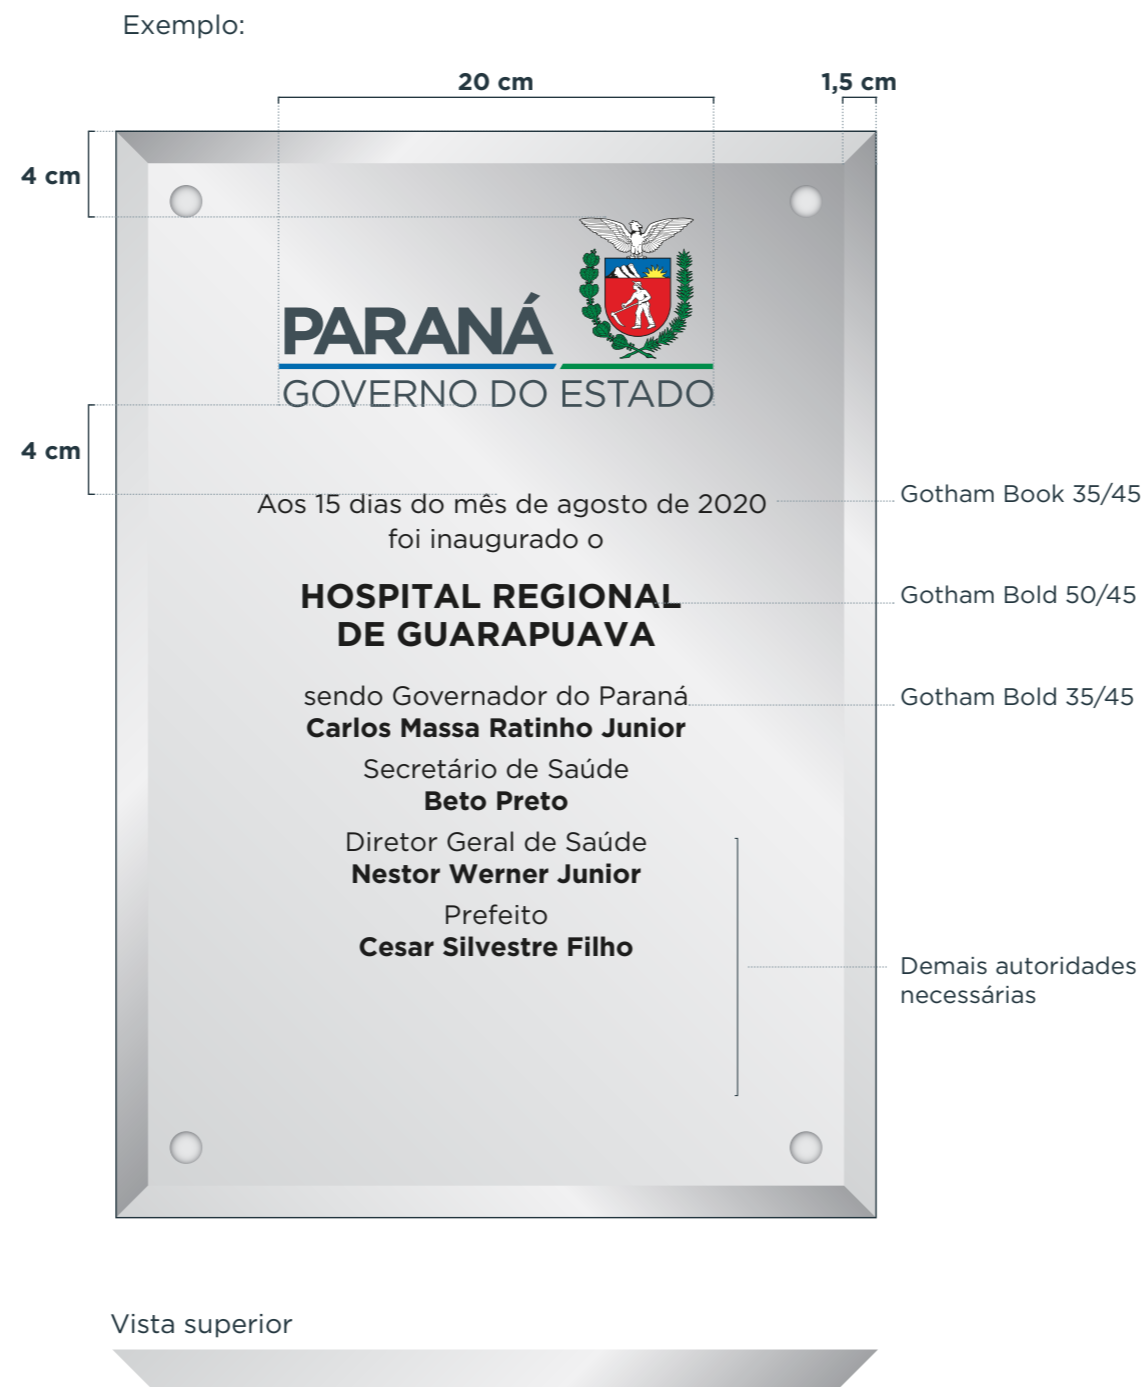 Exemplo:
20 cm
1,5 cm
4 cm
PARANÁ
GOVERNO DO ESTADO
4 cm
Aos 15 dias do mês de agosto de 2020
Gotham Book 35/45
foi inaugurado o
HOSPITAL REGIONAL
Gotham Bold 50/45
DE GUARAPUAVA
sendo Governador do Paraná
Gotham Bold 35/45
Carlos Massa Ratinho Junior
Secretário de Saúde
Beto Preto
Diretor Geral de Saúde
Nestor Werner Junior
Prefeito
Cesar Silvestre Filho
Demais autoridades
necessárias
Vista superior